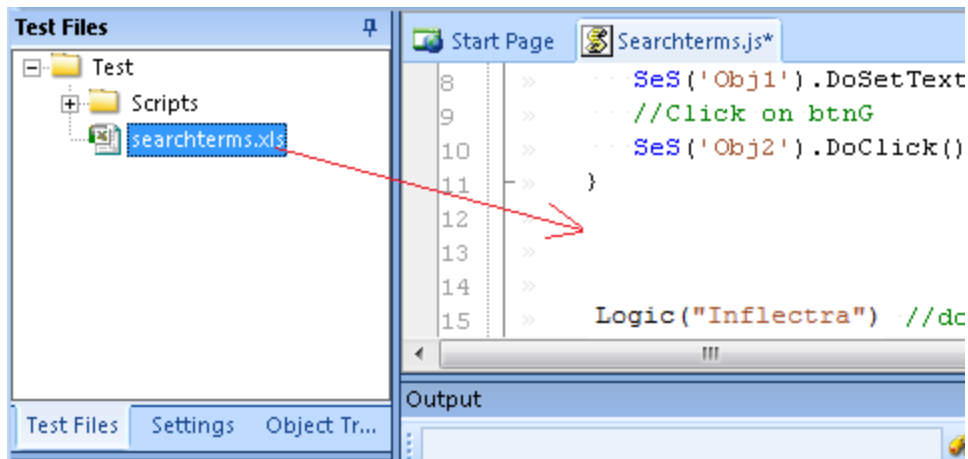 Test Files
Test
Scripts
searchterms.xls
Test Files Settings Object Tr...
Start Page Searchterms.js*
8 SeS('Obj1').DoSetText
9 //Click on btnG
10 SeS('Obj2').DoClick()
11 }
12
13
14
15 Logic("Inflectra") //do
Output